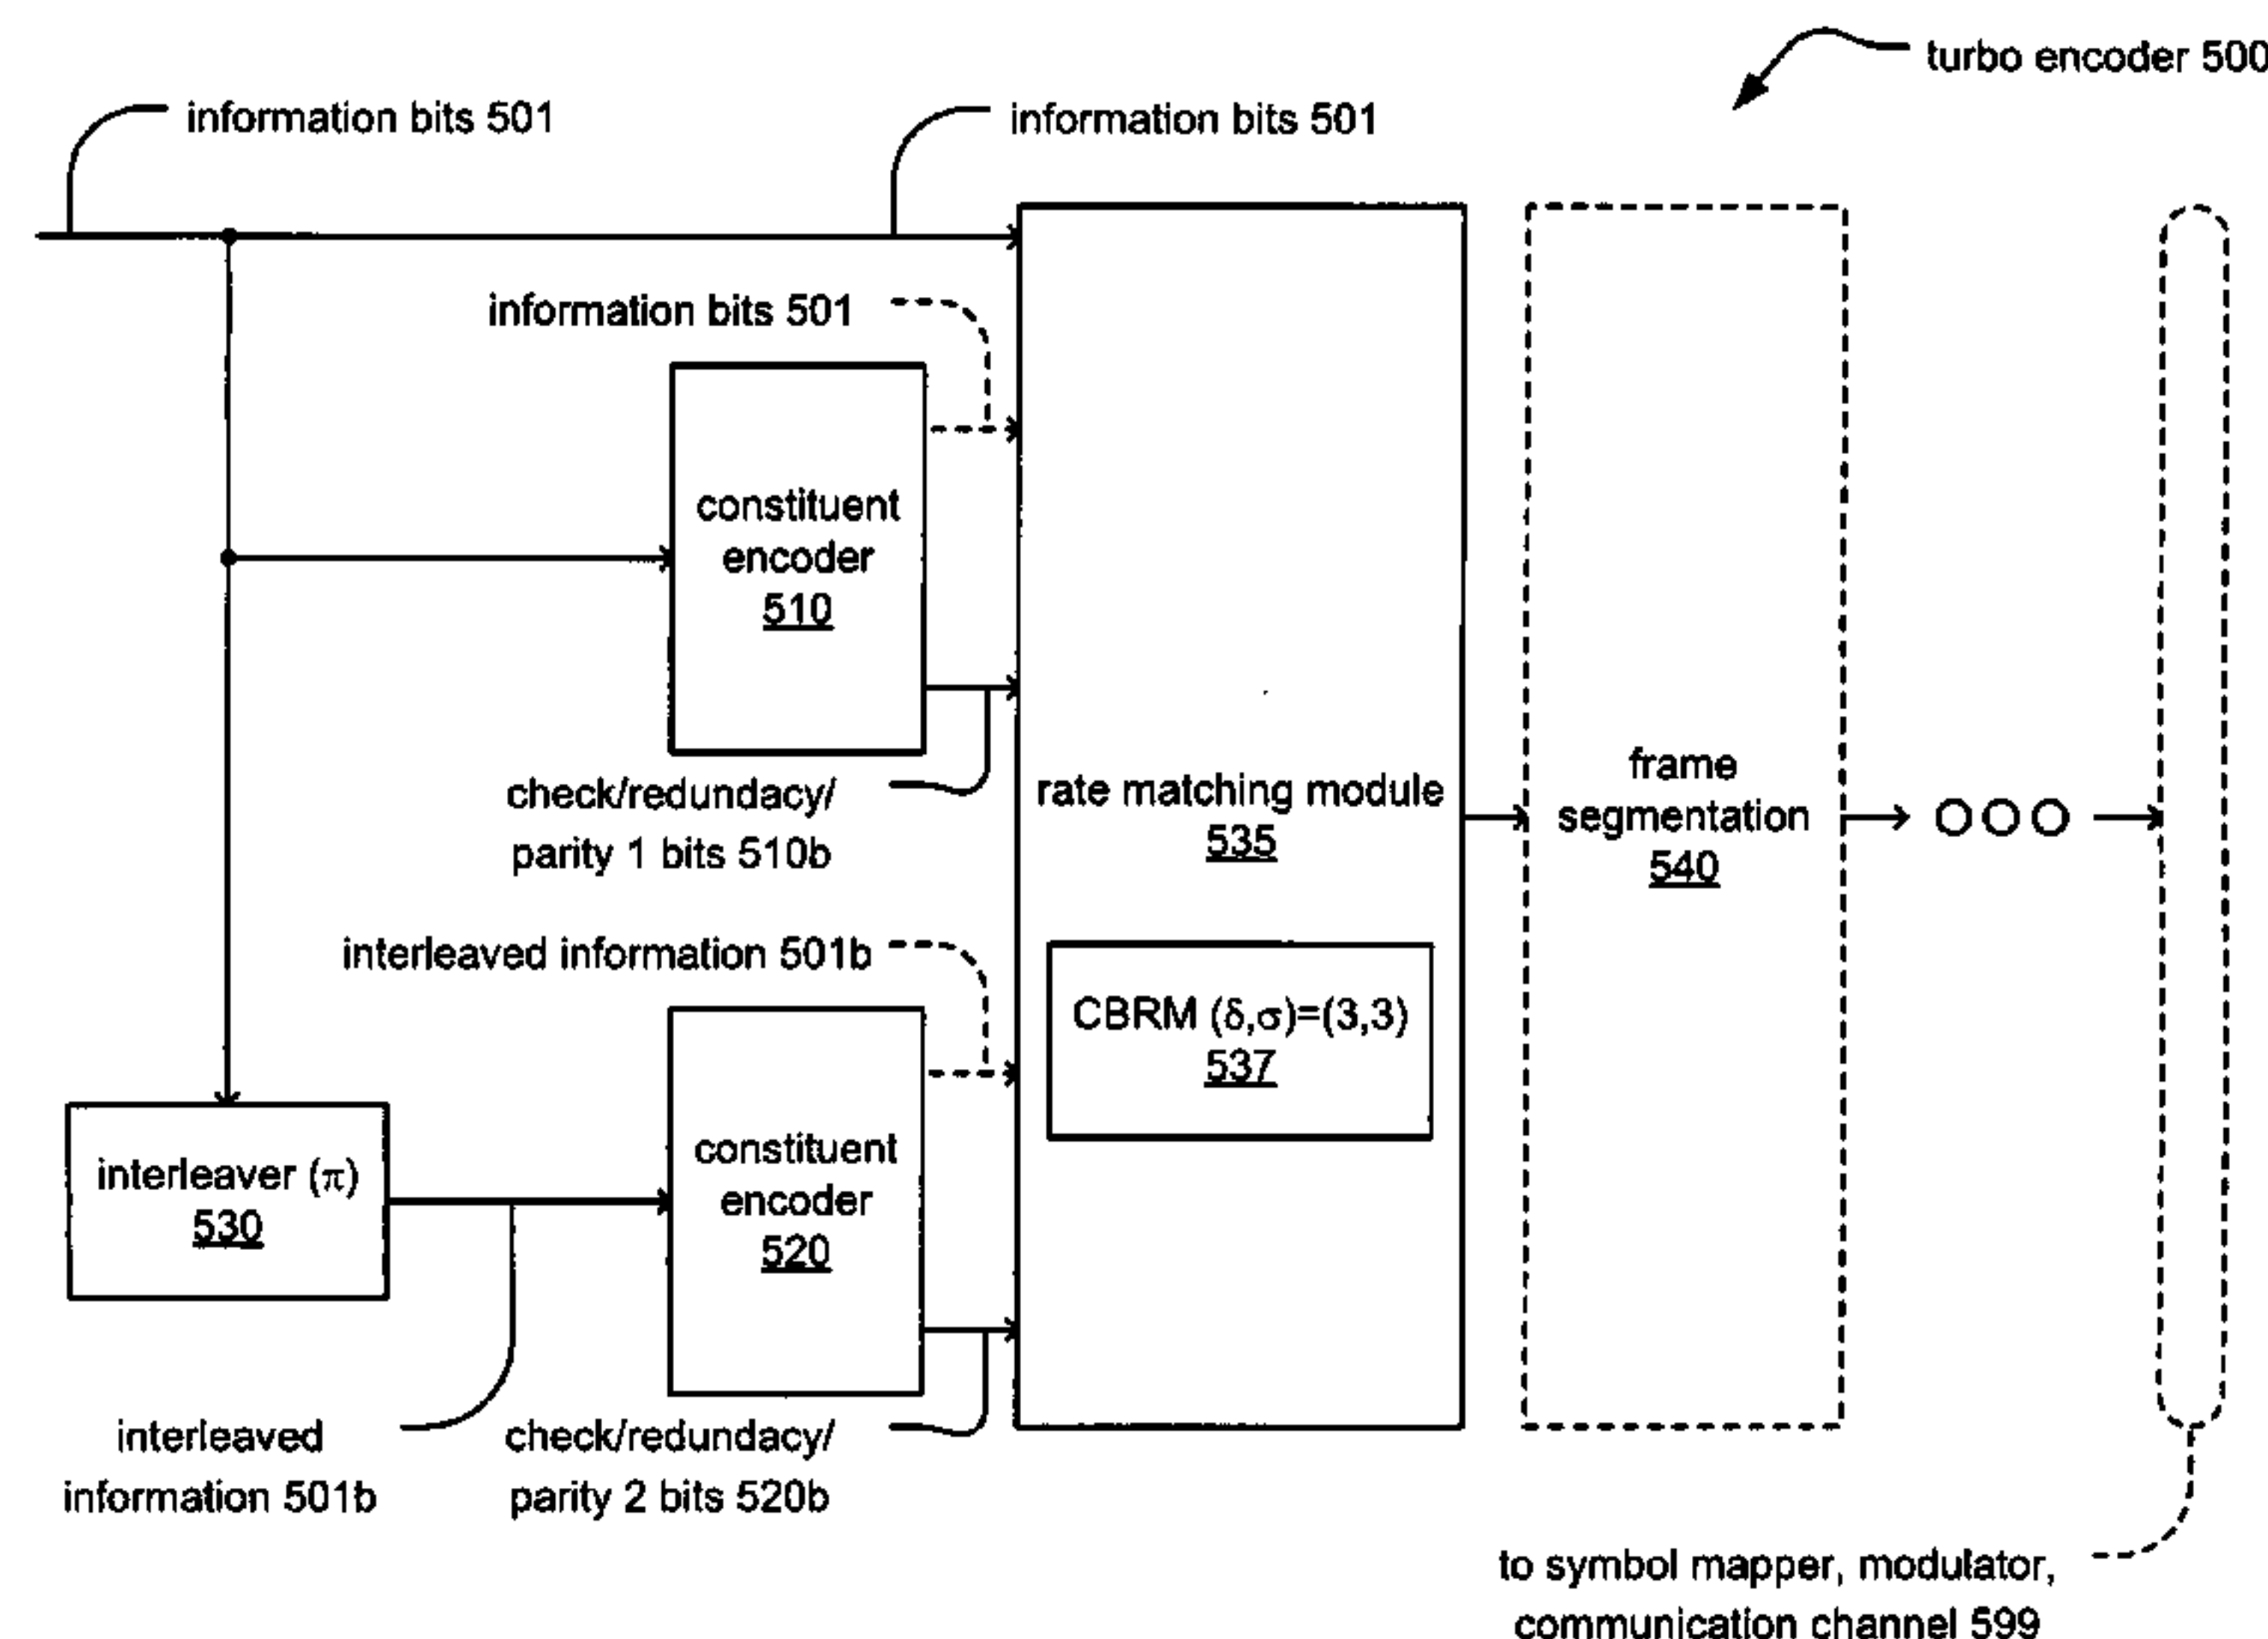 turbo encoder 500
information bits 501
information bits 501
information bits 501
constituent
encoder
510
check/redundacy/
parity 1 bits 510b
rate matching module
535
frame
segmentation
540
interleaved information 501b
CBRM (δ,σ)=(3,3)
537
constituent
encoder
520
interleaver (π)
530
interleaved
information 501b
check/redundacy/
parity 2 bits 520b
to symbol mapper, modulator,
communication channel 599